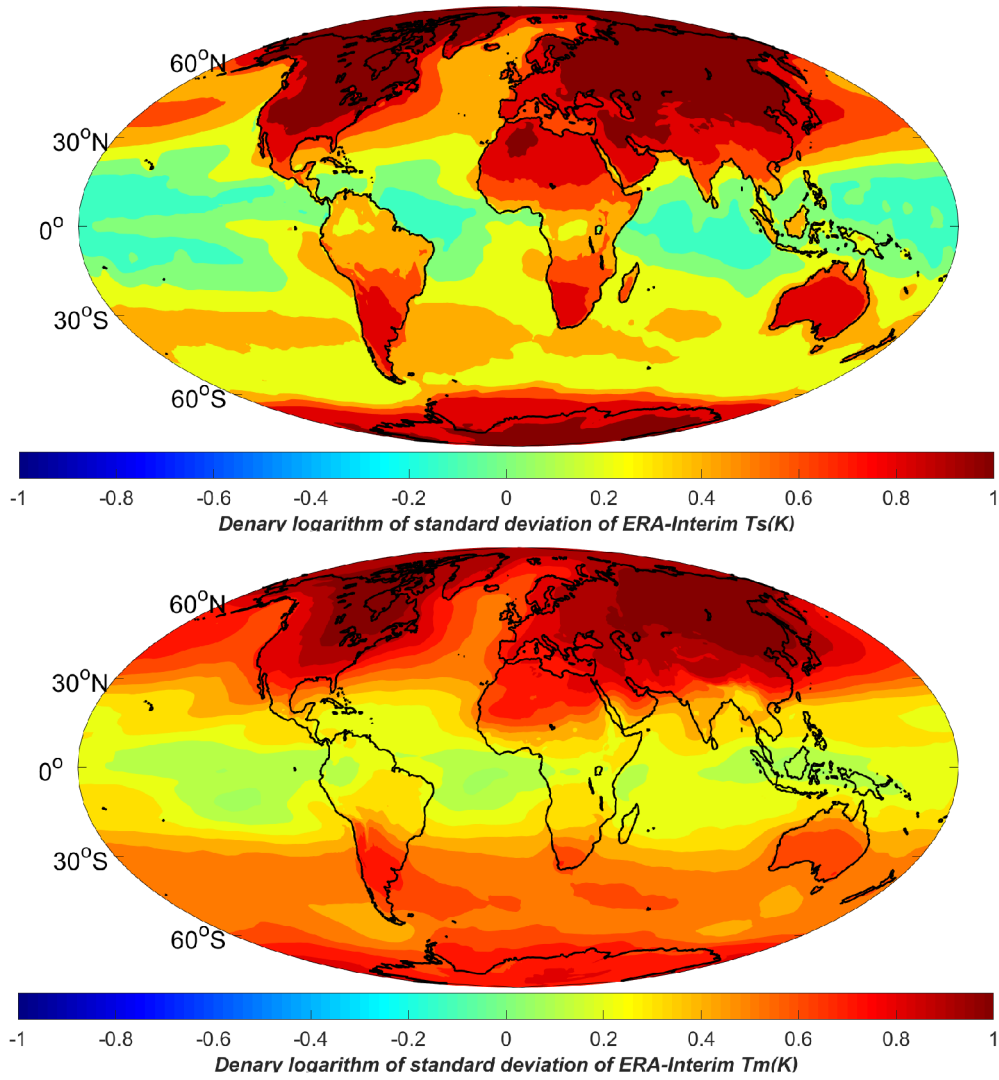 60°N
30°N
0°
30°S
60°S
-1 -0.8 -0.6 -0.4 -0.2 0 0.2 0.4 0.6 0.8 1
Denary logarithm of standard deviation of ERA-Interim Ts(K)
60°N
30°N
0°
30°S
60°S
-1 -0.8 -0.6 -0.4 -0.2 0 0.2 0.4 0.6 0.8 1
Denary logarithm of standard deviation of ERA-Interim Tm(K)